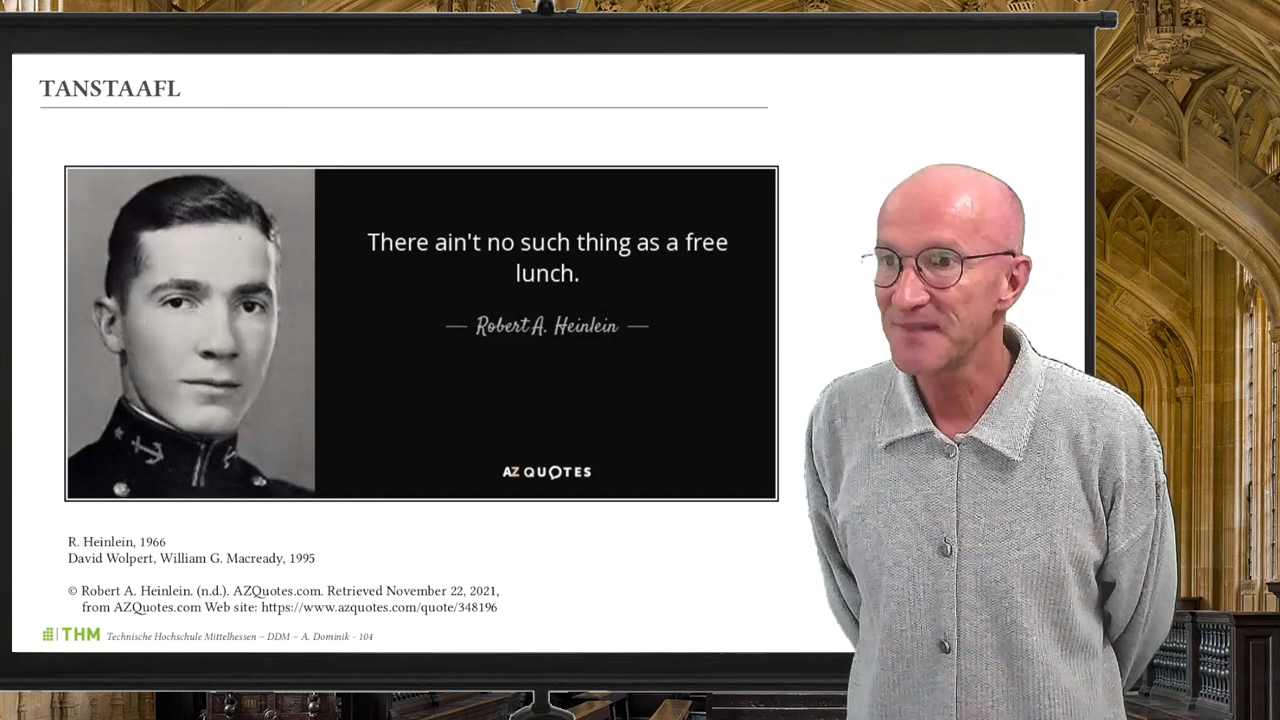 TANSTAAFL
There ain't no such thing as a free
lunch.
— Robert A. Heinlein —
AZ QUOTES
R. Heinlein, 1966
David Wolpert, William G. Macready, 1995
© Robert A. Heinlein. (n.d.). AZQuotes.com. Retrieved November 22, 2021,
from AZQuotes.com Web site: https://www.azquotes.com/quote/348196
THM Technische Hochschule Mittelhessen – DDM – A. Dominik - 104